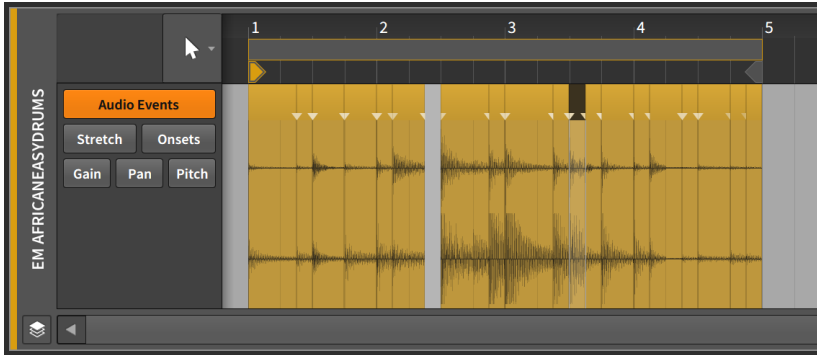 1 2 3 4 5
EM AFRICANEASYDRUMS
Audio Events
Stretch Onsets
Gain Pan Pitch